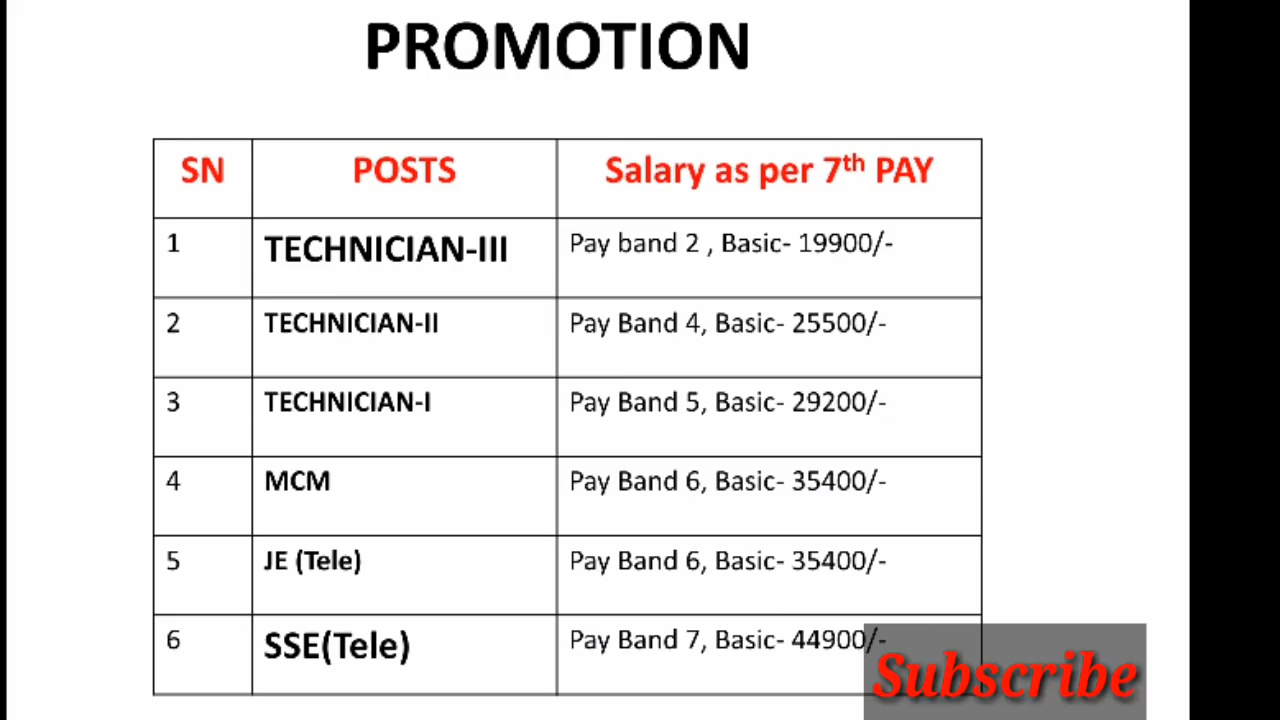 PROMOTION
SN POSTS Salary as per 7th PAY
1 TECHNICIAN-III Pay band 2 , Basic- 19900/-
2 TECHNICIAN-II Pay Band 4, Basic- 25500/-
3 TECHNICIAN-I Pay Band 5, Basic- 29200/-
4 MCM Pay Band 6, Basic- 35400/-
5 JE (Tele) Pay Band 6, Basic- 35400/-
6 SSE(Tele) Pay Band 7, Basic- 44900/-
Subscribe